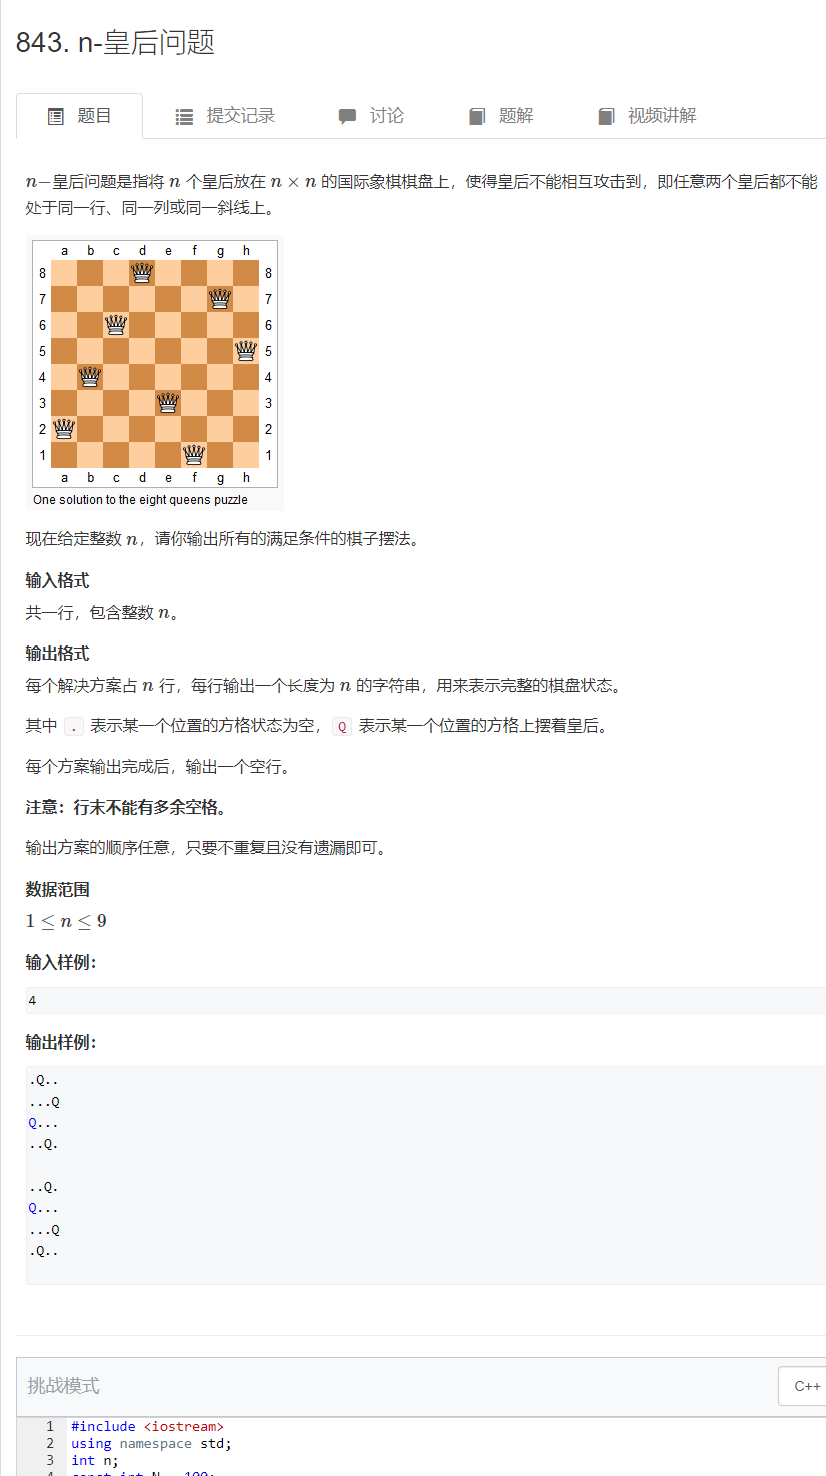 843. n-皇后问题
题目 提交记录 讨论 题解 视频讲解
n−皇后问题是指将 n 个皇后放在 n × n 的国际象棋棋盘上，使得皇后不能相互攻击到，即任意两个皇后都不能
处于同一行、同一列或同一斜线上。
a b c d e f g h
8 8
7 7
6 6
5 5
4 4
3 3
2 2
1 1
a b c d e f g h
One solution to the eight queens puzzle
现在给定整数 n，请你输出所有的满足条件的棋子摆法。
输入格式
共一行，包含整数 n。
输出格式
每个解决方案占 n 行，每行输出一个长度为 n 的字符串，用来表示完整的棋盘状态。
其中 . 表示某一个位置的方格状态为空，Q 表示某一个位置的方格上摆着皇后。
每个方案输出完成后，输出一个空行。
注意：行末不能有多余空格。
输出方案的顺序任意，只要不重复且没有遗漏即可。
数据范围
1 ≤ n ≤ 9
输入样例：
4
输出样例：
.Q..
...Q
Q...
..Q.

..Q.
Q...
...Q
.Q..
挑战模式 C++
1 #include <iostream>
2 using namespace std;
3 int n;
4 const int N = 100;